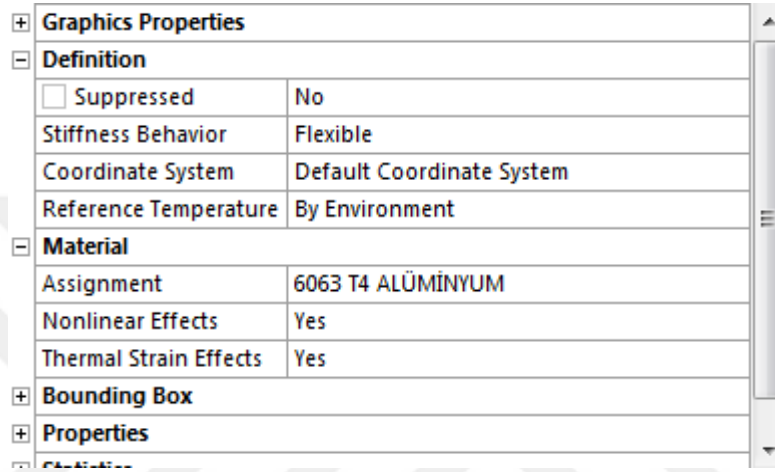 Graphics Properties
Definition
Suppressed No
Stiffness Behavior Flexible
Coordinate System Default Coordinate System
Reference Temperature By Environment
Material
Assignment 6063 T4 ALÜMİNYUM
Nonlinear Effects Yes
Thermal Strain Effects Yes
Bounding Box
Properties
Statistics